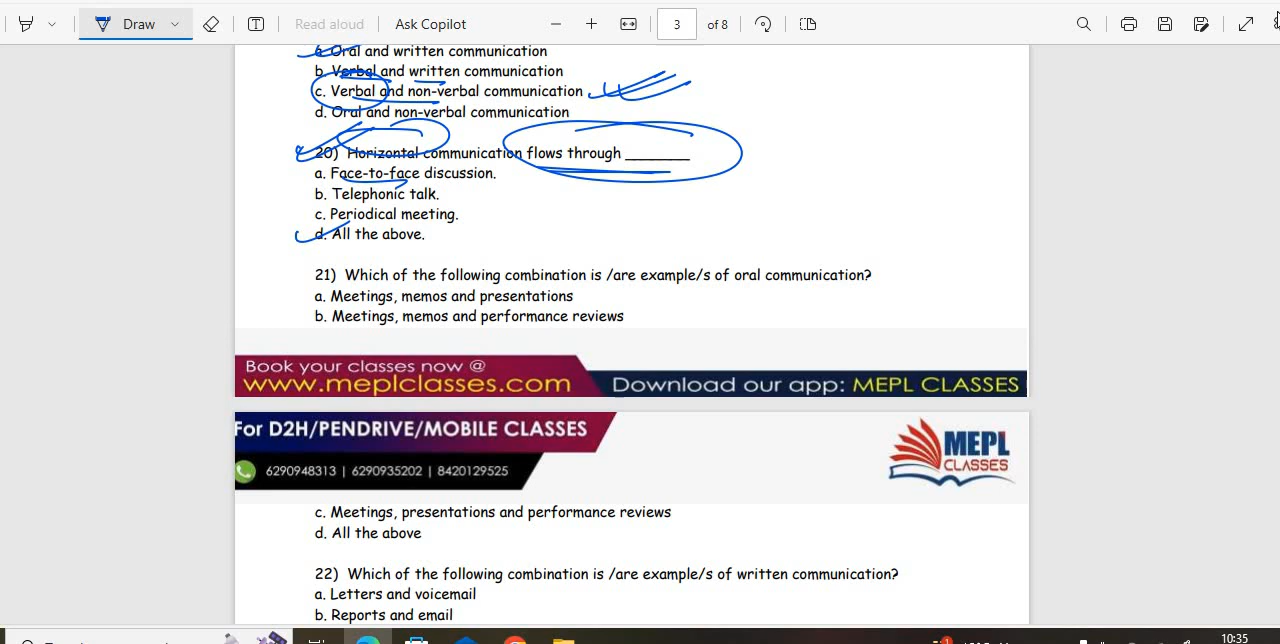 Draw
Read aloud
Ask Copilot
3
of 8
a. Oral and written communication
b. Verbal and written communication
c. Verbal and non-verbal communication
d. Oral and non-verbal communication
20) Horizontal communication flows through _______
a. Face-to-face discussion.
b. Telephonic talk.
c. Periodical meeting.
d. All the above.
21) Which of the following combination is /are example/s of oral communication?
a. Meetings, memos and presentations
b. Meetings, memos and performance reviews
Book your classes now @
www.meplclasses.com
Download our app: MEPL CLASSES
For D2H/PENDRIVE/MOBILE CLASSES
6290948313 | 6290935202 | 8420129525
MEPL
CLASSES
c. Meetings, presentations and performance reviews
d. All the above
22) Which of the following combination is /are example/s of written communication?
a. Letters and voicemail
b. Reports and email
10:35